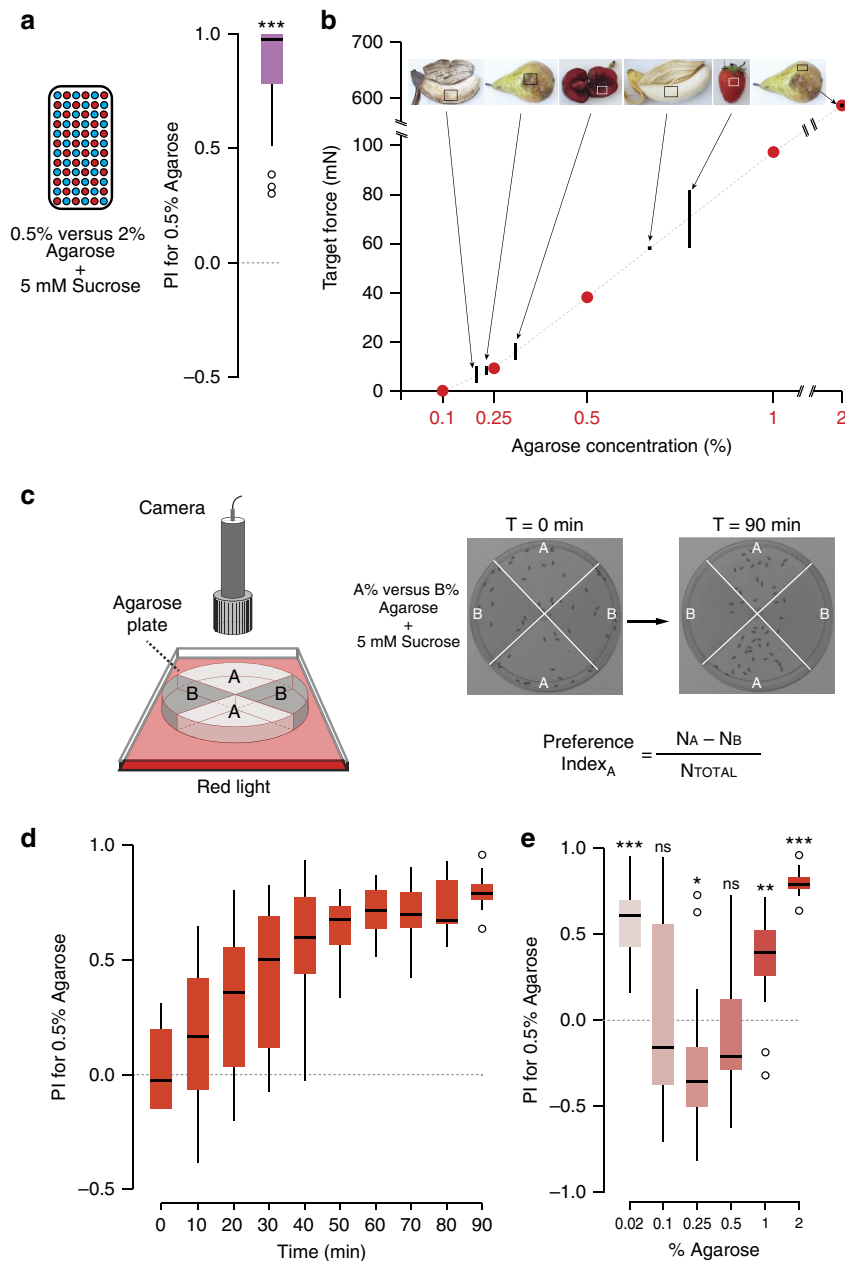 a
***
1.0
0.5
0.0
–0.5
PI for 0.5% Agarose
0.5% versus 2%
Agarose
+
5 mM Sucrose
b
700
600
100
80
60
40
20
0
Target force (mN)
0.1
0.25
0.5
1
2
Agarose concentration (%)
c
Camera
Agarose
plate
A
B
B
A
Red light
A% versus B%
Agarose
+
5 mM Sucrose
T = 0 min
A
B
B
A
T = 90 min
A
B
B
A
Preference
IndexA
=
NA – NB
NTOTAL
d
1.0
0.5
0.0
–0.5
PI for 0.5% Agarose
0 10 20 30 40 50 60 70 80 90
Time (min)
e
*** ns * ns ** ***
1.0
0.5
0.0
–0.5
–1.0
PI for 0.5% Agarose
0.02 0.1 0.25 0.5 1 2
% Agarose